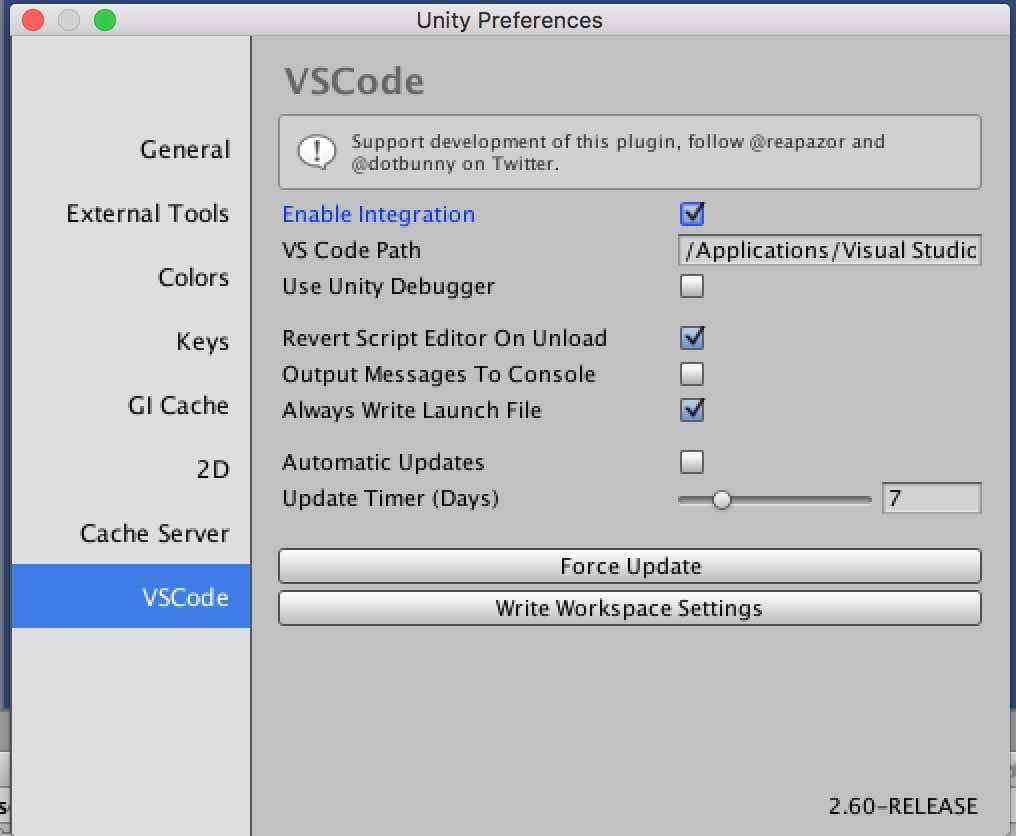 Unity Preferences
General
External Tools
Colors
Keys
GI Cache
2D
Cache Server
VSCode
VSCode
Support development of this plugin, follow @reapazor and
@dotbunny on Twitter.
Enable Integration
VS Code Path /Applications/Visual Studio
Use Unity Debugger
Revert Script Editor On Unload
Output Messages To Console
Always Write Launch File
Automatic Updates
Update Timer (Days) 7
Force Update
Write Workspace Settings
2.60-RELEASE